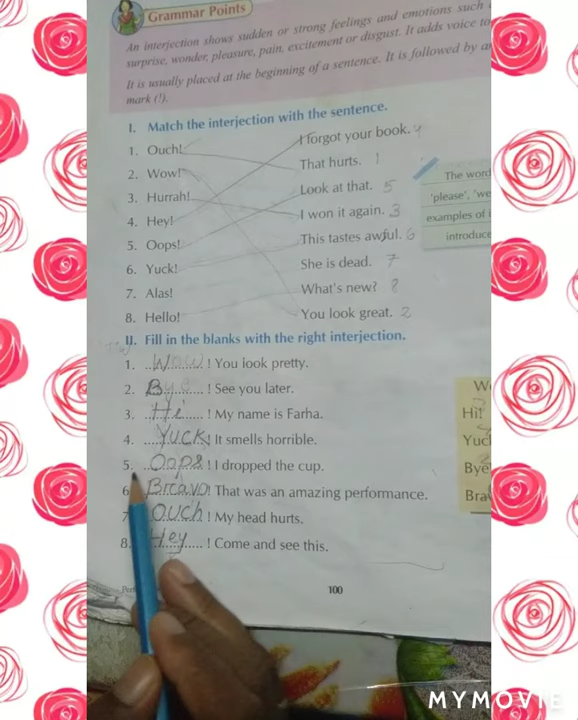 Grammar Points
An interjection shows sudden or strong feelings and emotions such
surprise, wonder, pleasure, pain, excitement or disgust. It adds voice to
It is usually placed at the beginning of a sentence. It is followed by
mark (!).
I. Match the interjection with the sentence.
1. Ouch! I forgot your book. 4
2. Wow! That hurts. 1
3. Hurrah! Look at that. 5
4. Hey! I won it again. 3
5. Oops! This tastes awful. 6
6. Yuck! She is dead. 7
7. Alas! What's new? 8
8. Hello! You look great. 2
The word
'please', 'we
examples of i
introduce
II. Fill in the blanks with the right interjection.
1. Wow! You look pretty.
2. Bye! See you later.
3. Hi! My name is Farha.
4. Yuck! It smells horrible.
5. Oops! I dropped the cup.
6 Bravo! That was an amazing performance.
7 Ouch! My head hurts.
8. Hey! Come and see this.
W
Hi!
Yuc
Bye
Bra
100
MYMOVIE